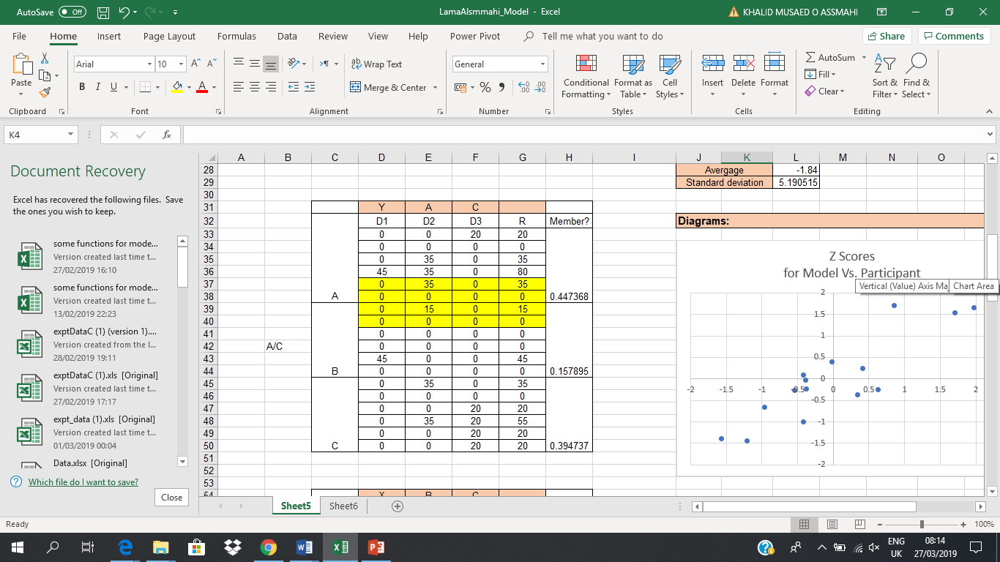 AutoSave Off LamaAlsmmahi_Model - Excel KHALID MUSAED O ASSMAHI
File Home Insert Page Layout Formulas Data Review View Help Power Pivot Tell me what you want to do Share Comments
Paste
Arial 10
B I U
Wrap Text
Merge & Center
General
Conditional Formatting
Format as Table
Cell Styles
Insert Delete Format
AutoSum
Fill
Clear
Sort & Filter
Find & Select
Clipboard Font Alignment Number Styles Cells Editing
K4 fx
Document Recovery
Excel has recovered the following files. Save
the ones you wish to keep.
some functions for mode...
Version created last time t...
27/02/2019 16:10
some functions for mode...
Version created last time t...
13/02/2019 22:23
exptDataC (1) (version 1)....
Version created from the l...
28/02/2019 19:11
exptDataC (1).xls [Original]
Version created last time t...
27/02/2019 17:17
expt_data (1).xls [Original]
Version created last time t...
01/03/2019 00:04
Data.xlsx [Original]
Which file do I want to save?
Close
A B C D E F G H I J K L M N O
28 Avergage -1.84
29 Standard deviation 5.190515
30
31 Y A C
32 D1 D2 D3 R Member? Diagrams:
33 0 0 20 20
34 0 0 0 0
35 0 35 0 35
36 45 35 0 80
37 0 35 0 35
38 A 0 0 0 0 0.447368
39 0 15 0 15
40 0 0 0 0
41 0 0 0 0
42 A/C 0 0 0 0
43 45 0 0 45
44 B 0 0 0 0 0.157895
45 0 35 0 35
46 0 0 0 0
47 0 0 20 20
48 0 35 20 55
49 0 0 20 20
50 C 0 0 20 20 0.394737
51
52
53
54 X B C
Z Scores
for Model Vs. Participant
Vertical (Value) Axis Ma Chart Area
2
1.5
1
0.5
0
-2 -1.5 -1 -0.5 0 0.5 1 1.5 2
-0.5
-1
-1.5
-2
Sheet5 Sheet6
Ready 100%
ENG
UK
08:14
27/03/2019